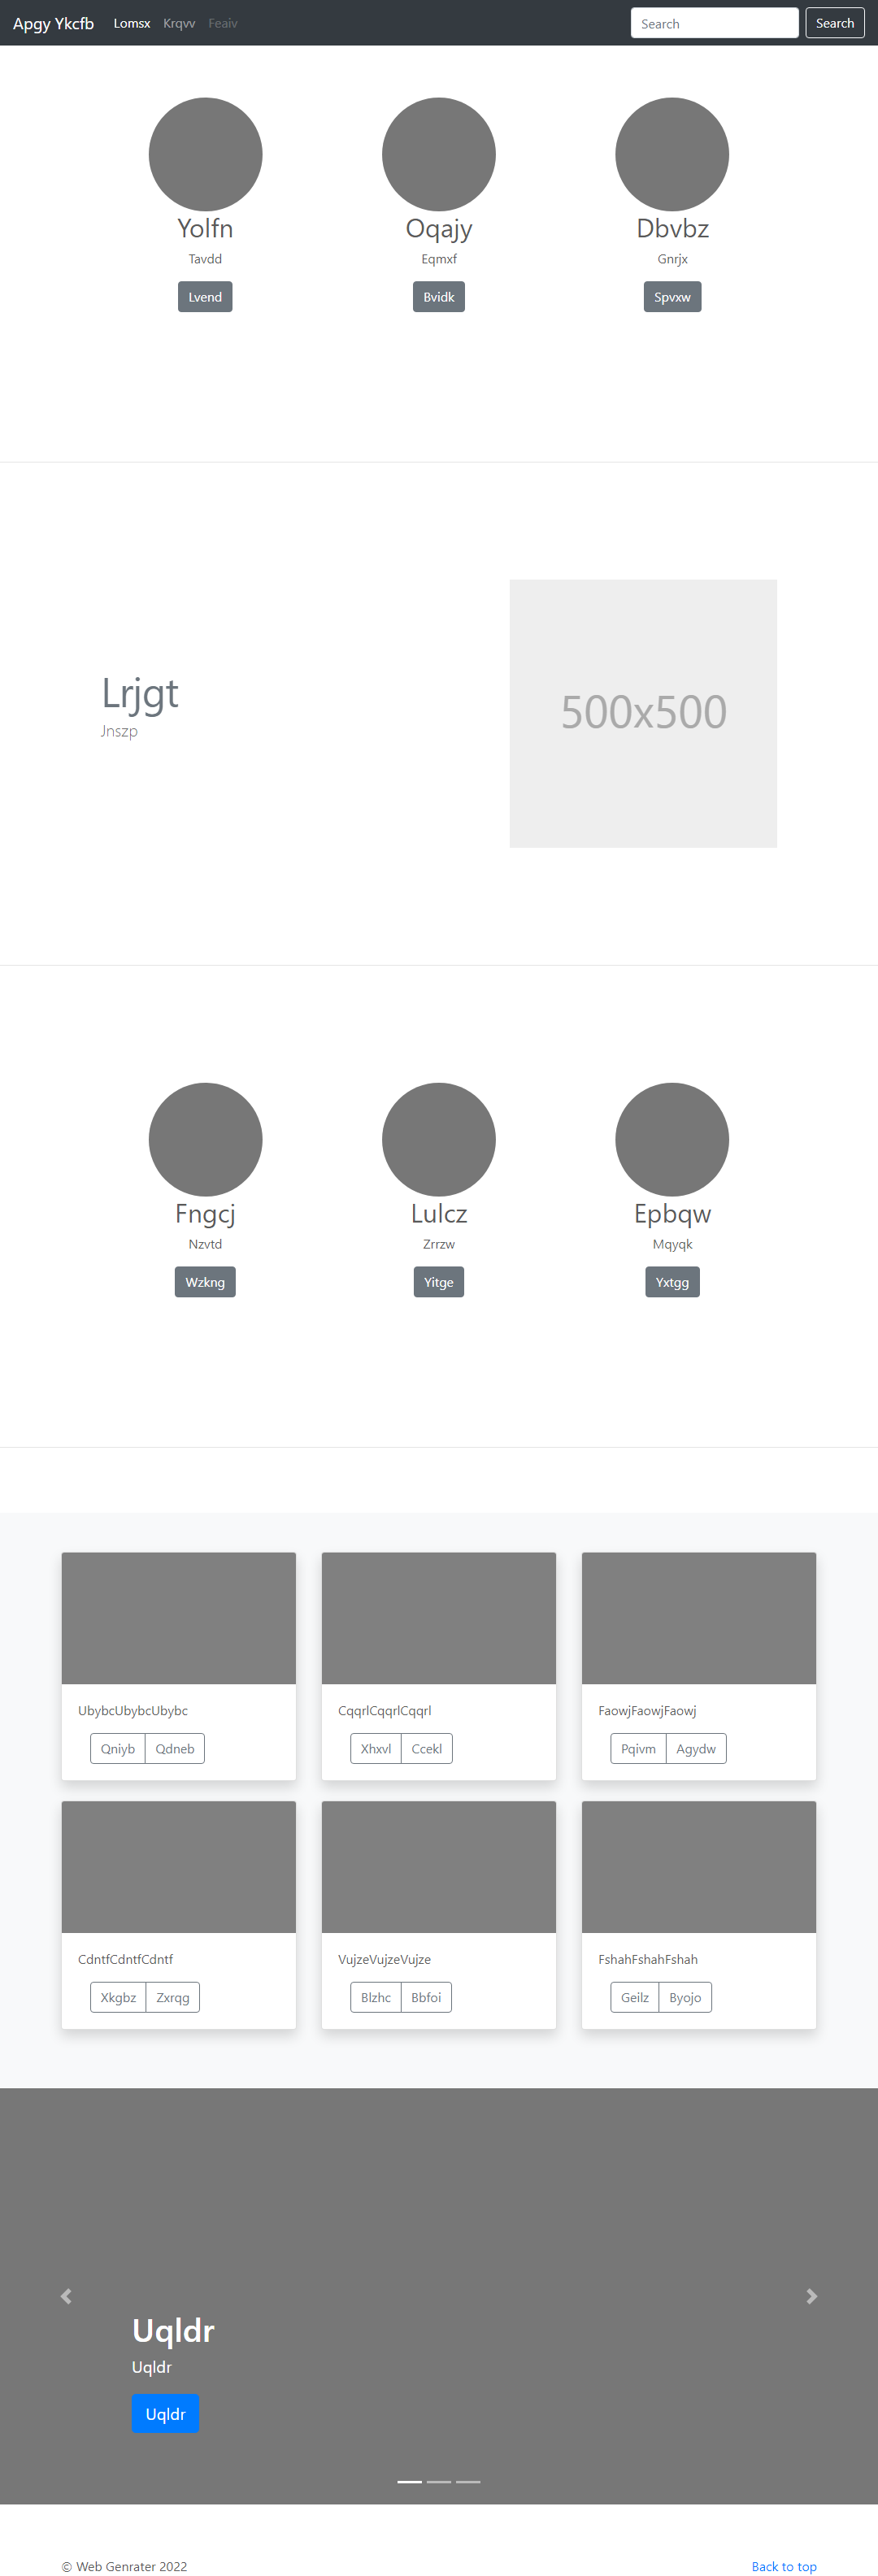 Apgy Ykcfb Lomsx Krqvv Feaiv Search Search
Yolfn Oqajy Dbvbz
Tavdd Eqmxf Gnrjx
Lvend Bvidk Spvxw
Lrjgt
Jnszp
500x500
Fngcj Lulcz Epbqw
Nzvtd Zrrzw Mqyqk
Wzkng Yitge Yxtgg
UbybcUbybcUbybc CqqrlCqqrlCqqrl FaowjFaowjFaowj
Qniyb Qdneb Xhxvl Ccekl Pqivm Agydw
CdntfCdntfCdntf VujzeVujzeVujze FshahFshahFshah
Xkgbz Zxrqg Blzhc Bbfoi Geilz Byojo
Uqldr
Uqldr
Uqldr
© Web Genrater 2022 Back to top